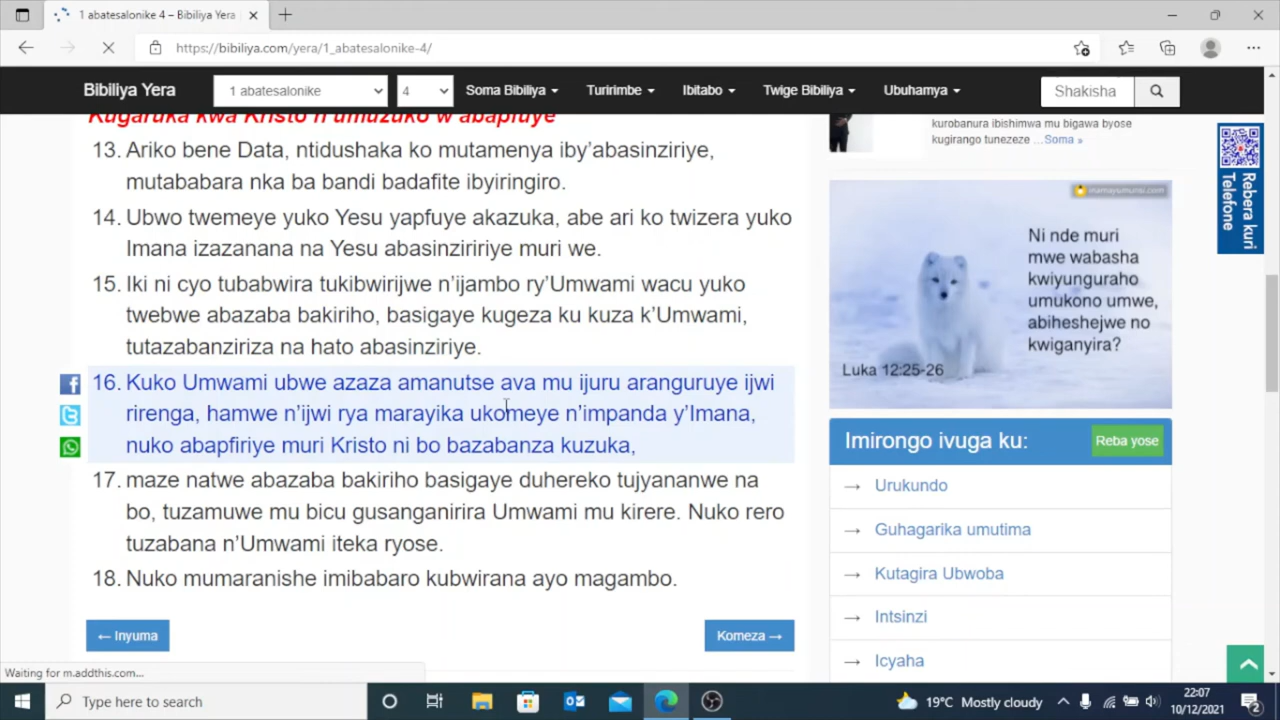 1 abatesalonike 4 – Bibiliya Yera
https://bibiliya.com/yera/1_abatesalonike-4/
Bibiliya Yera 1 abatesalonike 4 Soma Bibiliya Turirimbe Ibitabo Twige Bibiliya Ubuhamya Shakisha
Kugaruka kwa Kristo n'umuzuko w'abapfuye
13. Ariko bene Data, ntidushaka ko mutamenya iby’abasinziriye,
mutababara nka ba bandi badafite ibyiringiro.
14. Ubwo twemeye yuko Yesu yapfuye akazuka, abe ari ko twizera yuko
Imana izazanana na Yesu abasinziririye muri we.
15. Iki ni cyo tubabwira tukibwirijwe n’ijambo ry’Umwami wacu yuko
twebwe abazaba bakiriho, basigaye kugeza ku kuza k’Umwami,
tutazabanziriza na hato abasinziriye.
16. Kuko Umwami ubwe azaza amanutse ava mu ijuru aranguruye ijwi
rirenga, hamwe n’ijwi rya marayika ukomeye n’impanda y’Imana,
nuko abapfiriye muri Kristo ni bo bazabanza kuzuka,
17. maze natwe abazaba bakiriho basigaye duhereko tujyananwe na
bo, tuzamuwe mu bicu gusanganirira Umwami mu kirere. Nuko rero
tuzabana n’Umwami iteka ryose.
18. Nuko mumaranishe imibabaro kubwirana ayo magambo.
← Inyuma
Komeza →
kurobanura ibishimwa mu bigawa byose
kugirango tunezeze ...Soma »
Ni nde muri
mwe wabasha
kwiyunguraho
umukono umwe,
abiheshejwe no
kwiganyira?
Luka 12:25-26
Imirongo ivuga ku: Reba yose
→ Urukundo
→ Guhagarika umutima
→ Kutagira Ubwoba
→ Intsinzi
→ Icyaha
Rebera kuri
Telefone
Waiting for m.addthis.com...
Type here to search
19°C Mostly cloudy
22:07
10/12/2021
2